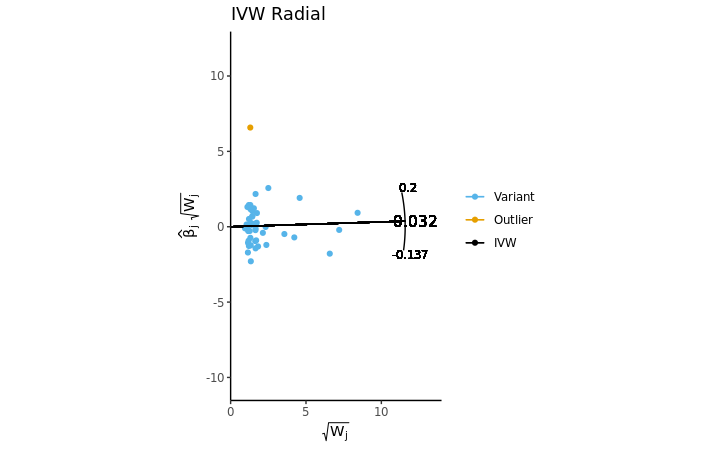 IVW Radial
10
5
0
-5
-10
0.2
0.032
-0.137
0
5
10
β̂j √Wj
√Wj
Variant
Outlier
IVW